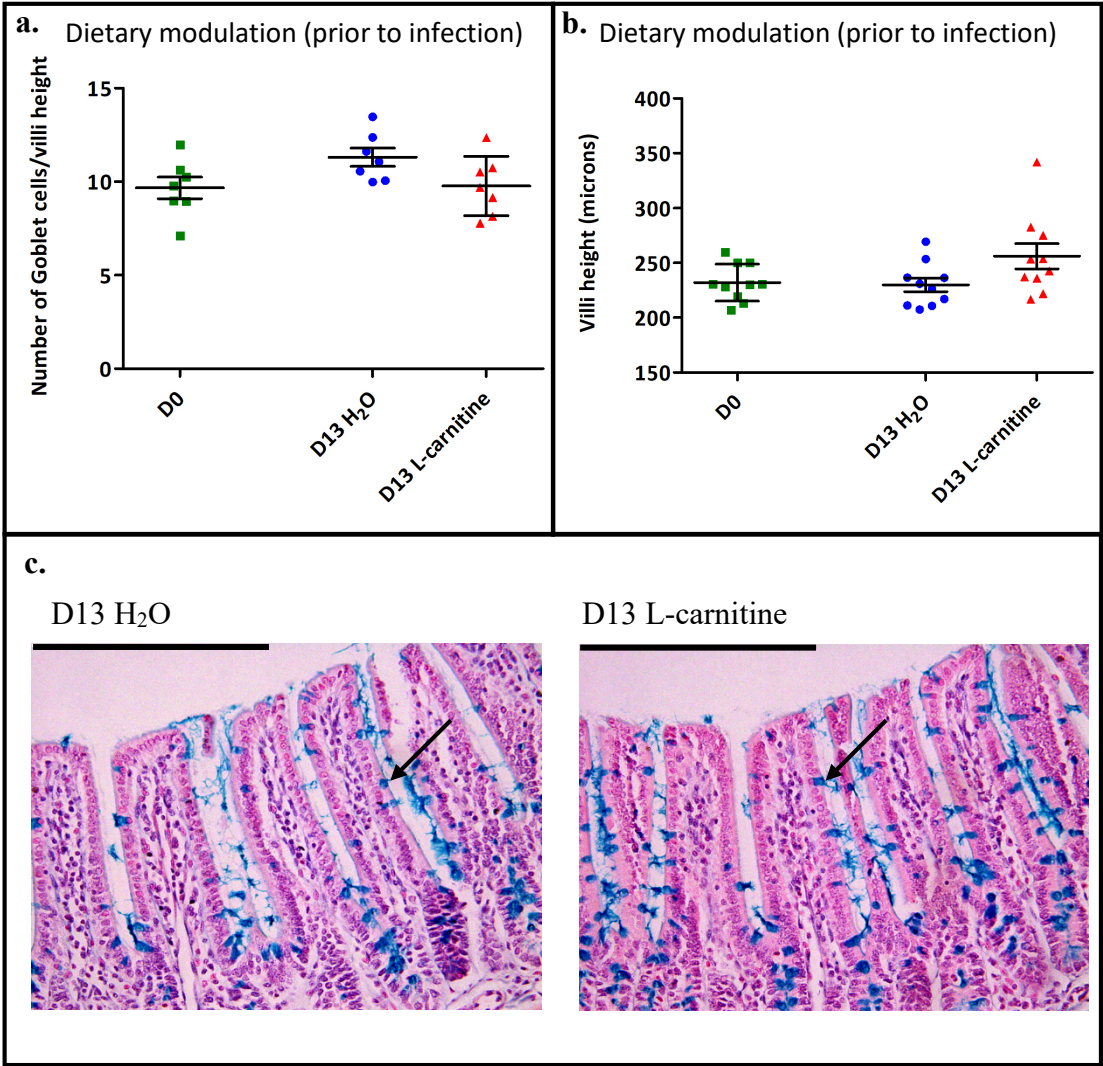 a.
Dietary modulation (prior to infection)
Number of Goblet cells/villi height
15
10
5
0
D0
D13 H₂O
D13 L-carnitine
b.
Dietary modulation (prior to infection)
Villi height (microns)
400
350
300
250
200
150
D0
D13 H₂O
D13 L-carnitine
c.
D13 H₂O
D13 L-carnitine